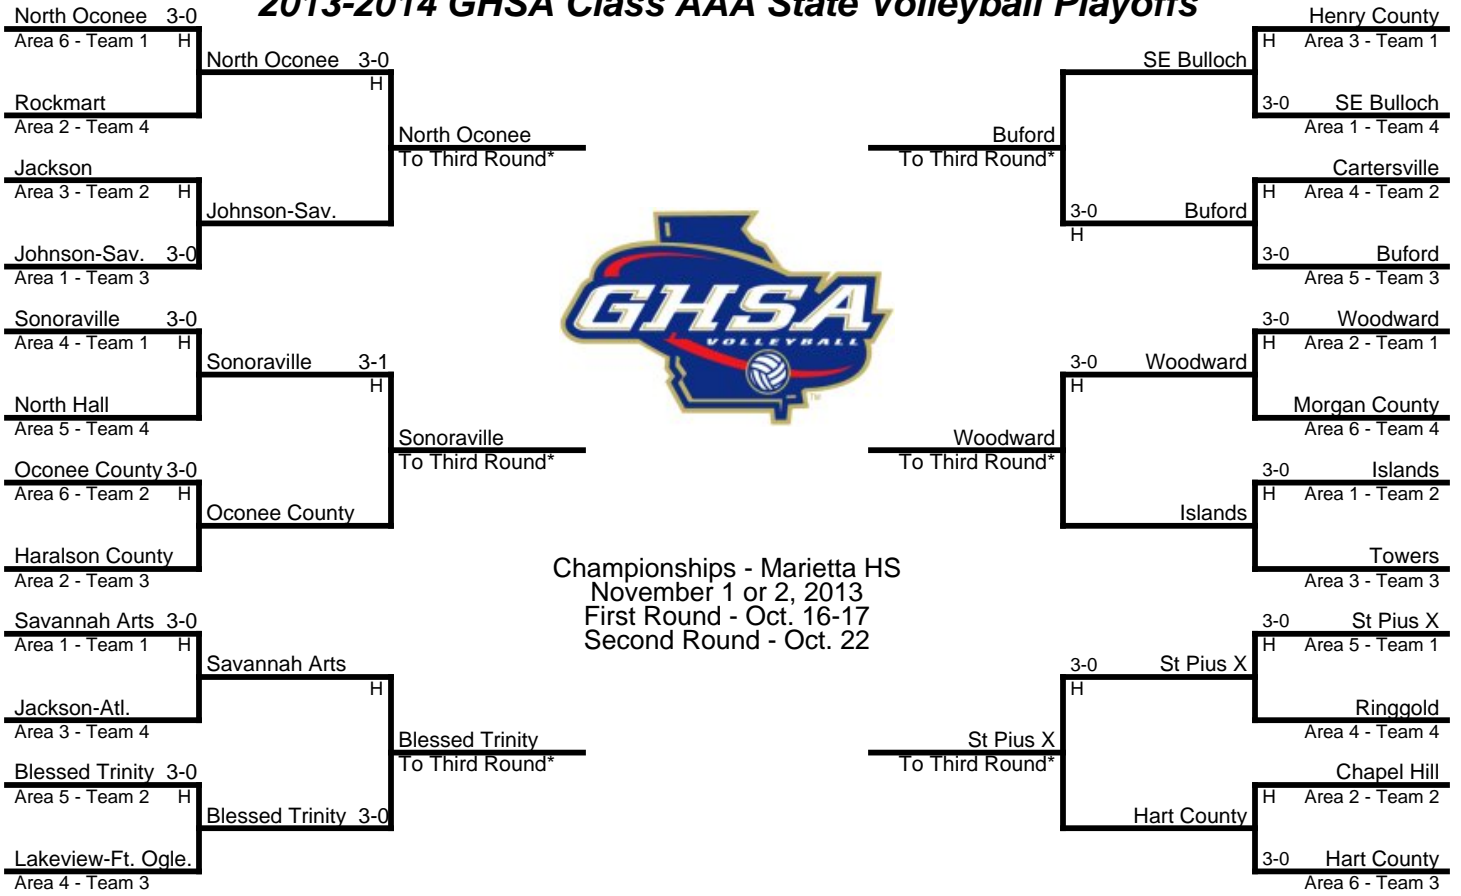 2013-2014 GHSA Class AAA State Volleyball Playoffs
North Oconee 3-0
Area 6 - Team 1 H
North Oconee 3-0
H
Rockmart
Area 2 - Team 4
North Oconee
To Third Round*
Jackson
Area 3 - Team 2 H
Johnson-Sav.
Johnson-Sav. 3-0
Area 1 - Team 3
Sonoraville 3-0
Area 4 - Team 1 H
Sonoraville 3-1
H
North Hall
Area 5 - Team 4
Sonoraville
To Third Round*
Oconee County 3-0
Area 6 - Team 2 H
Oconee County
Haralson County
Area 2 - Team 3
Savannah Arts 3-0
Area 1 - Team 1 H
Savannah Arts
H
Jackson-Atl.
Area 3 - Team 4
Blessed Trinity
To Third Round*
Blessed Trinity 3-0
Area 5 - Team 2 H
Blessed Trinity 3-0
Lakeview-Ft. Ogle.
Area 4 - Team 3
GHSA
VOLLEYBALL
TM
Championships - Marietta HS
November 1 or 2, 2013
First Round - Oct. 16-17
Second Round - Oct. 22
Henry County
H Area 3 - Team 1
SE Bulloch
3-0 SE Bulloch
Area 1 - Team 4
Buford
To Third Round*
Cartersville
H Area 4 - Team 2
3-0 Buford
H
3-0 Buford
Area 5 - Team 3
3-0 Woodward
H Area 2 - Team 1
3-0 Woodward
H
Morgan County
Area 6 - Team 4
Woodward
To Third Round*
3-0 Islands
H Area 1 - Team 2
Islands
Towers
Area 3 - Team 3
3-0 St Pius X
H Area 5 - Team 1
3-0 St Pius X
H
Ringgold
Area 4 - Team 4
St Pius X
To Third Round*
Chapel Hill
H Area 2 - Team 2
Hart County
3-0 Hart County
Area 6 - Team 3